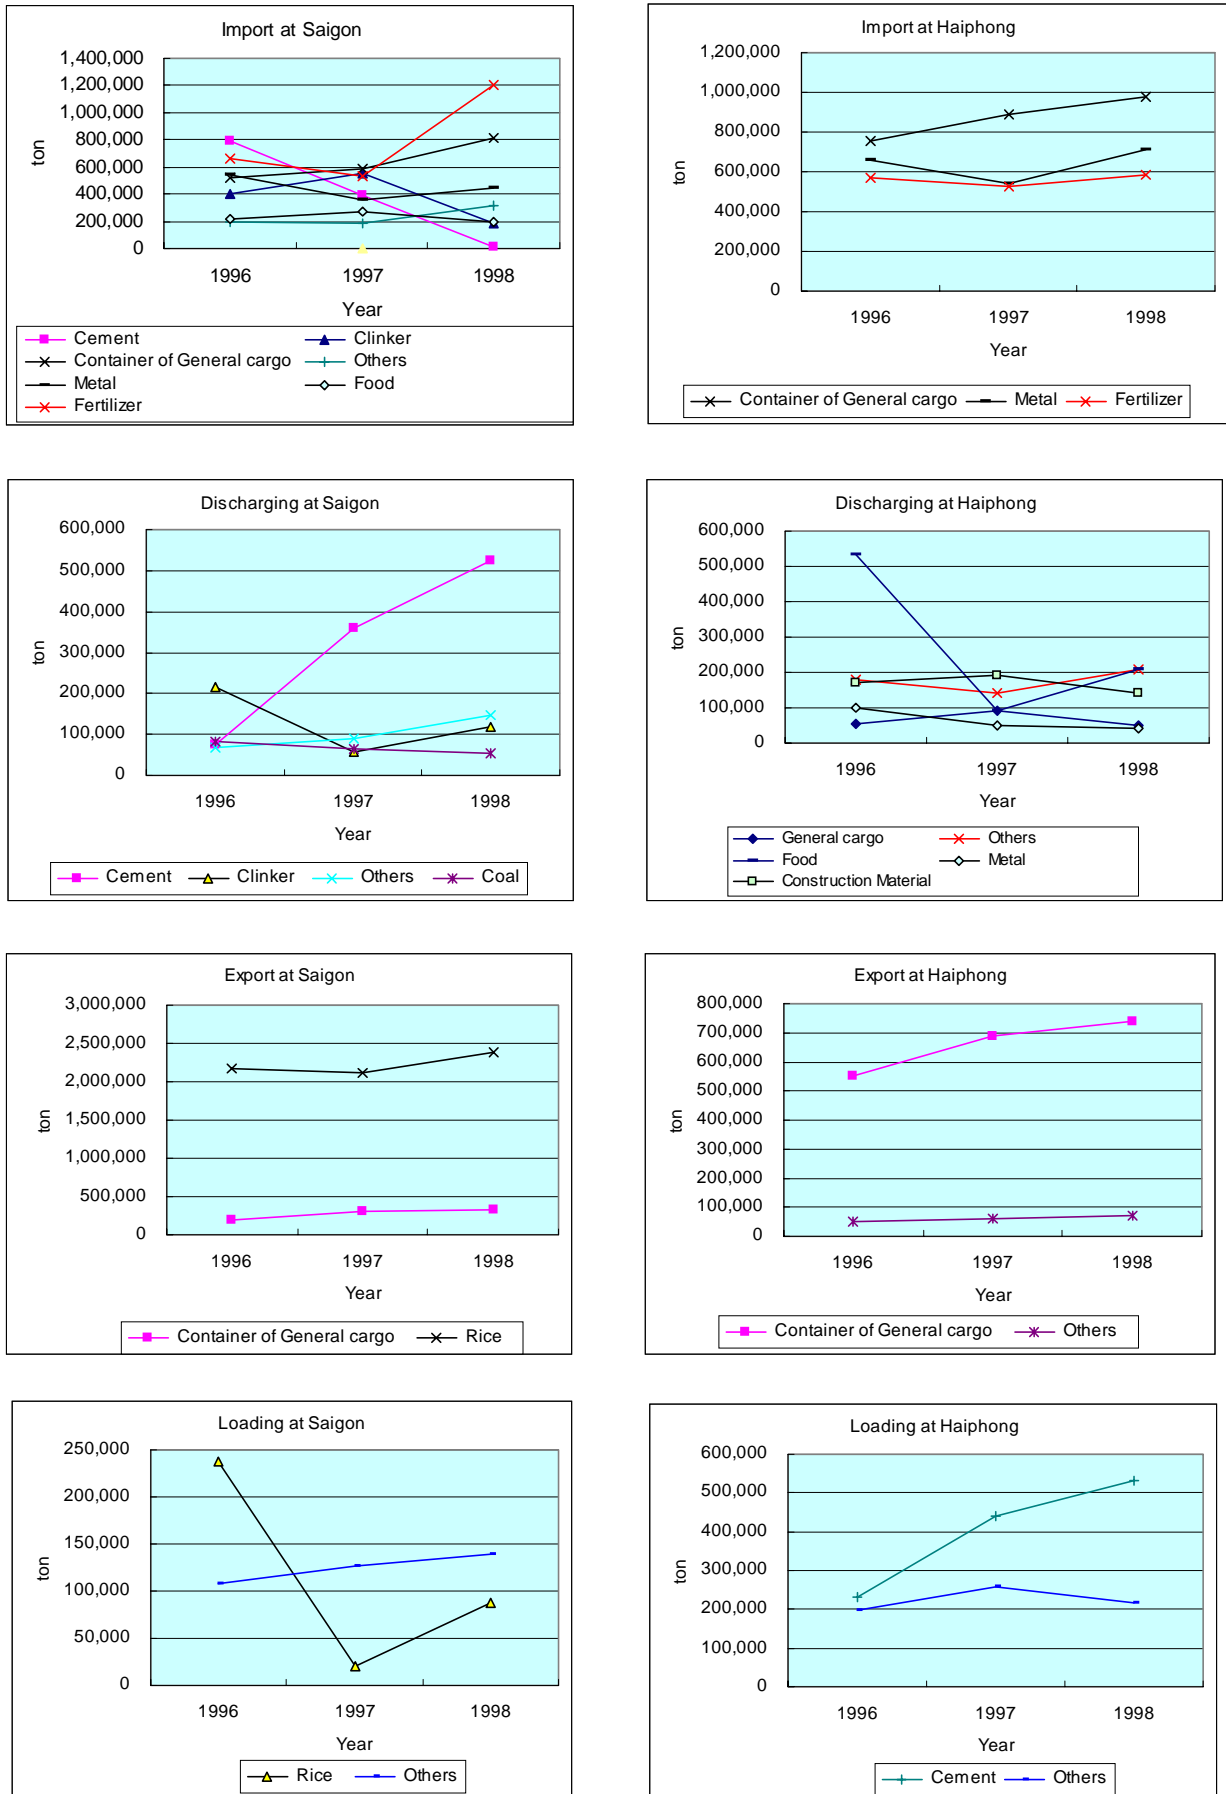 Import at Saigon
1,400,000
1,200,000
1,000,000
800,000
600,000
400,000
200,000
0
ton
1996 1997 1998
Year
Cement Clinker
Container of General cargo Others
Metal Food
Fertilizer
Import at Haiphong
1,200,000
1,000,000
800,000
600,000
400,000
200,000
0
ton
1996 1997 1998
Year
Container of General cargo Metal Fertilizer
Discharging at Saigon
600,000
500,000
400,000
300,000
200,000
100,000
0
ton
1996 1997 1998
Year
Cement Clinker Others Coal
Discharging at Haiphong
600,000
500,000
400,000
300,000
200,000
100,000
0
ton
1996 1997 1998
Year
General cargo Others
Food Metal
Construction Material
Export at Saigon
3,000,000
2,500,000
2,000,000
1,500,000
1,000,000
500,000
0
ton
1996 1997 1998
Year
Container of General cargo Rice
Export at Haiphong
800,000
700,000
600,000
500,000
400,000
300,000
200,000
100,000
0
ton
1996 1997 1998
Year
Container of General cargo Others
Loading at Saigon
250,000
200,000
150,000
100,000
50,000
0
ton
1996 1997 1998
Year
Rice Others
Loading at Haiphong
600,000
500,000
400,000
300,000
200,000
100,000
0
ton
1996 1997 1998
Year
Cement Others